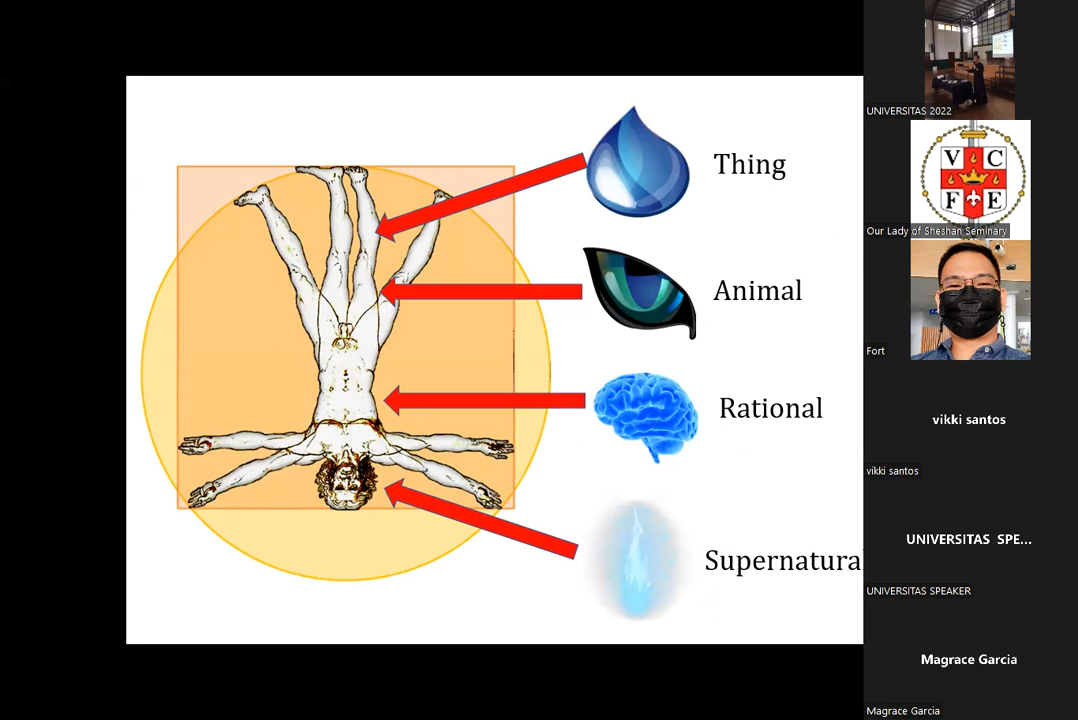 Thing
Animal
Rational
Supernatural
UNIVERSITAS 2022
V C
F E
Our Lady of Sheshan Seminary
Fort
vikki santos
vikki santos
UNIVERSITAS SPE...
UNIVERSITAS SPEAKER
Magrace Garcia
Magrace Garcia